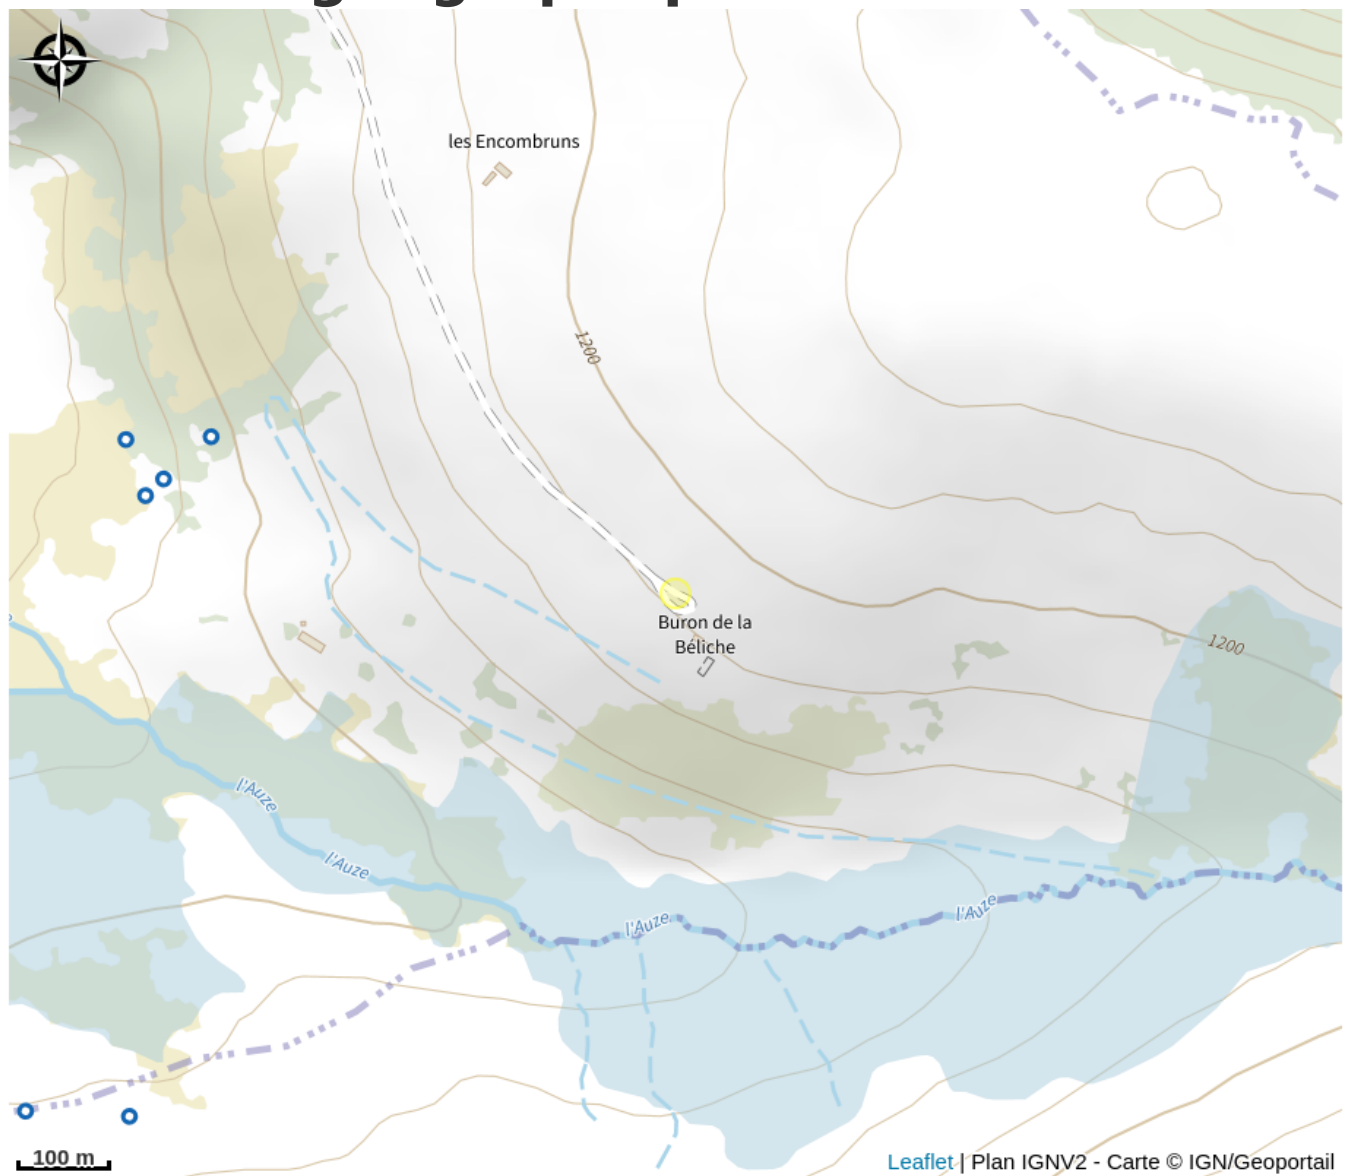 les Encombruns
1200
Buron de la
Béliche
1200
l'Auze
l'Auze
l'Auze
l'Auze
100 m
Leaflet | Plan IGNV2 - Carte © IGN/Geoportail